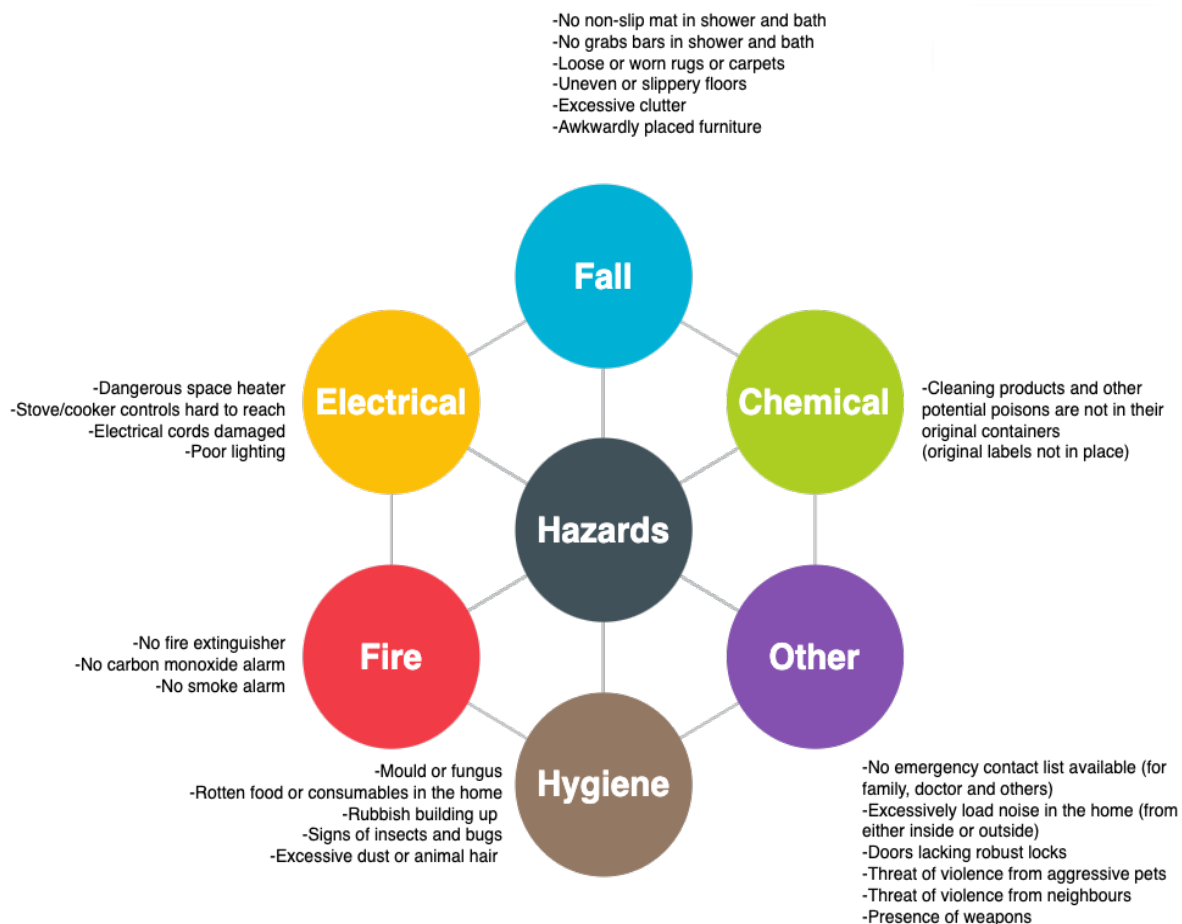 -No non-slip mat in shower and bath
-No grabs bars in shower and bath
-Loose or worn rugs or carpets
-Uneven or slippery floors
-Excessive clutter
-Awkwardly placed furniture
Fall
Electrical
-Dangerous space heater
-Stove/cooker controls hard to reach
-Electrical cords damaged
-Poor lighting
Chemical
-Cleaning products and other
potential poisons are not in their
original containers
(original labels not in place)
Hazards
Fire
-No fire extinguisher
-No carbon monoxide alarm
-No smoke alarm
Other
Hygiene
-Mould or fungus
-Rotten food or consumables in the home
-Rubbish building up
-Signs of insects and bugs
-Excessive dust or animal hair
-No emergency contact list available (for
family, doctor and others)
-Excessively load noise in the home (from
either inside or outside)
-Doors lacking robust locks
-Threat of violence from aggressive pets
-Threat of violence from neighbours
-Presence of weapons